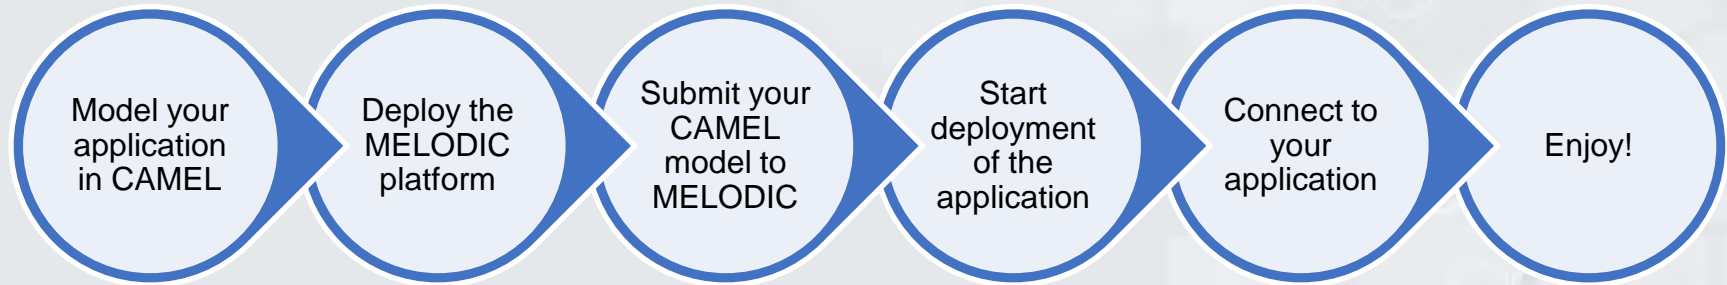 Model your
application
in CAMEL
Deploy the
MELODIC
platform
Submit your
CAMEL
model to
MELODIC
Start
deployment
of the
application
Connect to
your
application
Enjoy!